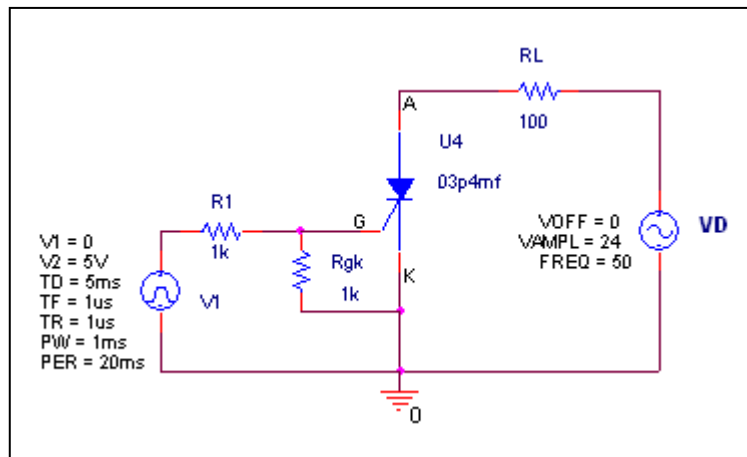 RL
A
100
U4
03p4mf
R1
G
1k
Rgk
1k
K
V1 = 0
V2 = 5V
TD = 5ms
TF = 1us
TR = 1us
PW = 1ms
PER = 20ms
V1
VOFF = 0
VAMPL = 24
FREQ = 50
VD
0